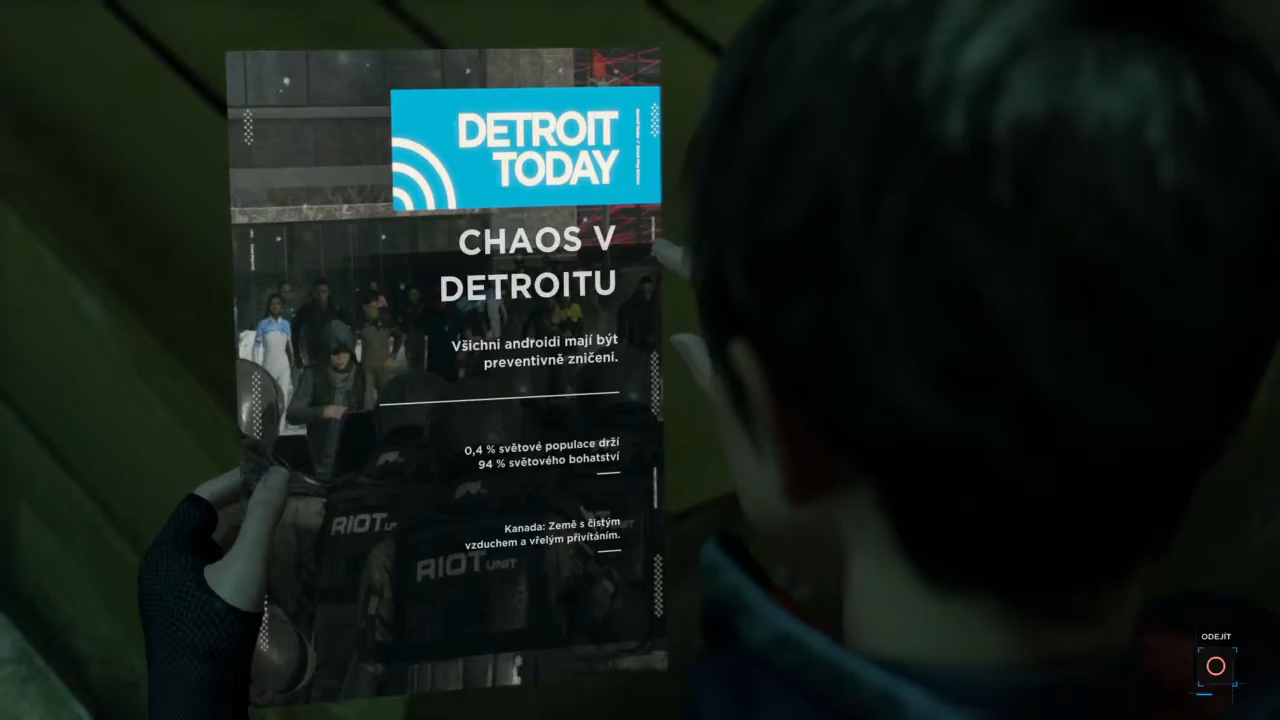 DETROIT
TODAY
CHAOS V
DETROITU
Všichni androidi mají být
preventivně zničeni.
0,4 % světové populace drží
94 % světového bohatství
Kanada: Země s čistým
vzduchem a vřelým přivítáním.
RIOT
RIOT UNIT
UNIT
ODEJÍT